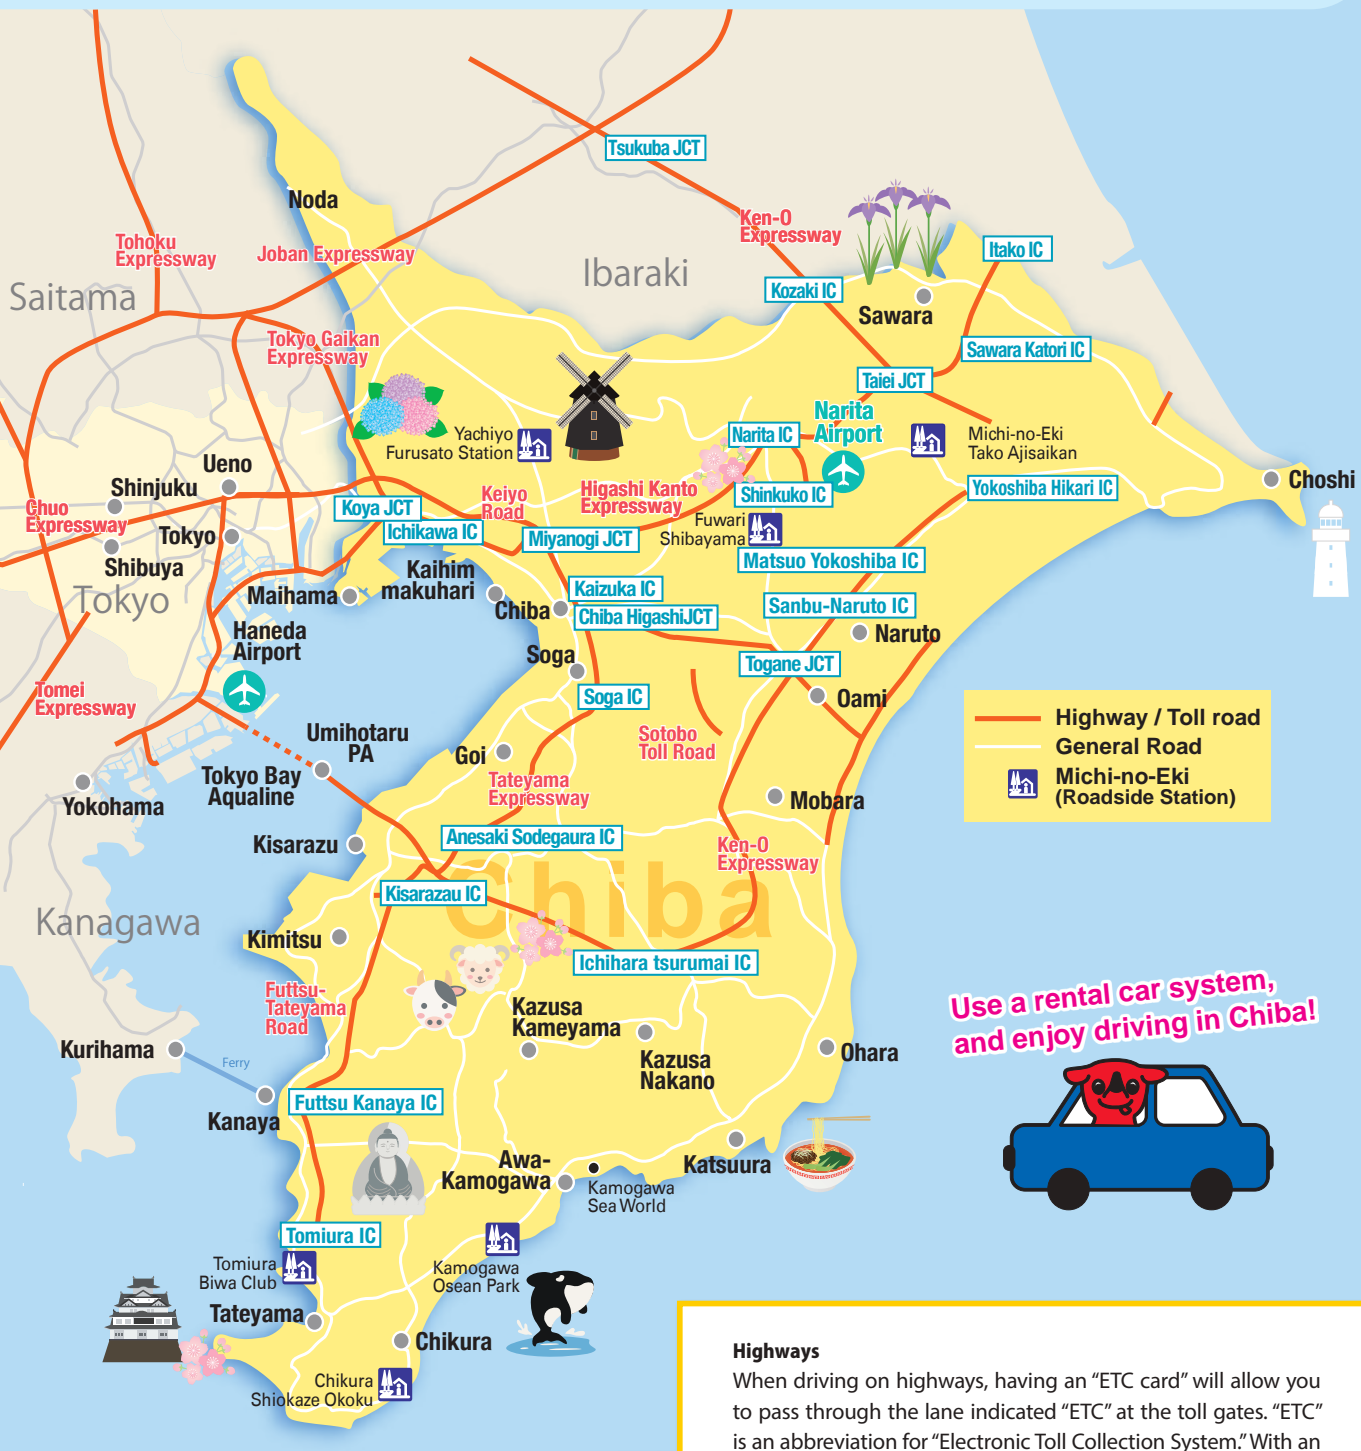 Tsukuba JCT
Noda
Ken-O
Expressway
Tohoku
Expressway
Joban Expressway
Itako IC
Ibaraki
Saitama
Kozaki IC
Sawara
Tokyo Gaikan
Expressway
Sawara Katori IC
Taiei JCT
Narita
Airport
Yachiyo
Furusato Station
Narita IC
Michi-no-Eki
Tako Ajisaikan
Ueno
Shinjuku
Choshi
Chuo
Expressway
Koya JCT
Keiyo
Road
Higashi Kanto
Expressway
Shinkuko IC
Yokoshiba Hikari IC
Tokyo
Ichikawa IC
Miyanogi JCT
Fuwari
Shibayama
Shibuya
Matsuo Yokoshiba IC
Tokyo
Maihama
Kaihim
makuhari
Kaizuka IC
Chiba
Chiba HigashiJCT
Sanbu-Naruto IC
Naruto
Haneda
Airport
Soga
Togane JCT
Tomei
Expressway
Soga IC
Oami
Highway / Toll road
General Road
Michi-no-Eki
(Roadside Station)
Umihotaru
PA
Sotobo
Toll Road
Goi
Tokyo Bay
Aqualine
Tateyama
Expressway
Yokohama
Mobara
Kisarazu
Anesaki Sodegaura IC
Ken-O
Expressway
Chiba
Kisarazau IC
Kanagawa
Kimitsu
Ichihara tsurumai IC
Futtsu-
Tateyama
Road
Kazusa
Kameyama
Use a rental car system,
and enjoy driving in Chiba!
Kurihama
Ferry
Kazusa
Nakano
Ohara
Kanaya
Futtsu Kanaya IC
Awa-
Kamogawa
Katsuura
Kamogawa
Sea World
Tomiura IC
Tomiura
Biwa Club
Kamogawa
Osean Park
Tateyama
Chikura
Chikura
Shiokaze Okoku
Highways
When driving on highways, having an “ETC card” will allow you
to pass through the lane indicated “ETC” at the toll gates. “ETC”
is an abbreviation for “Electronic Toll Collection System.” With an